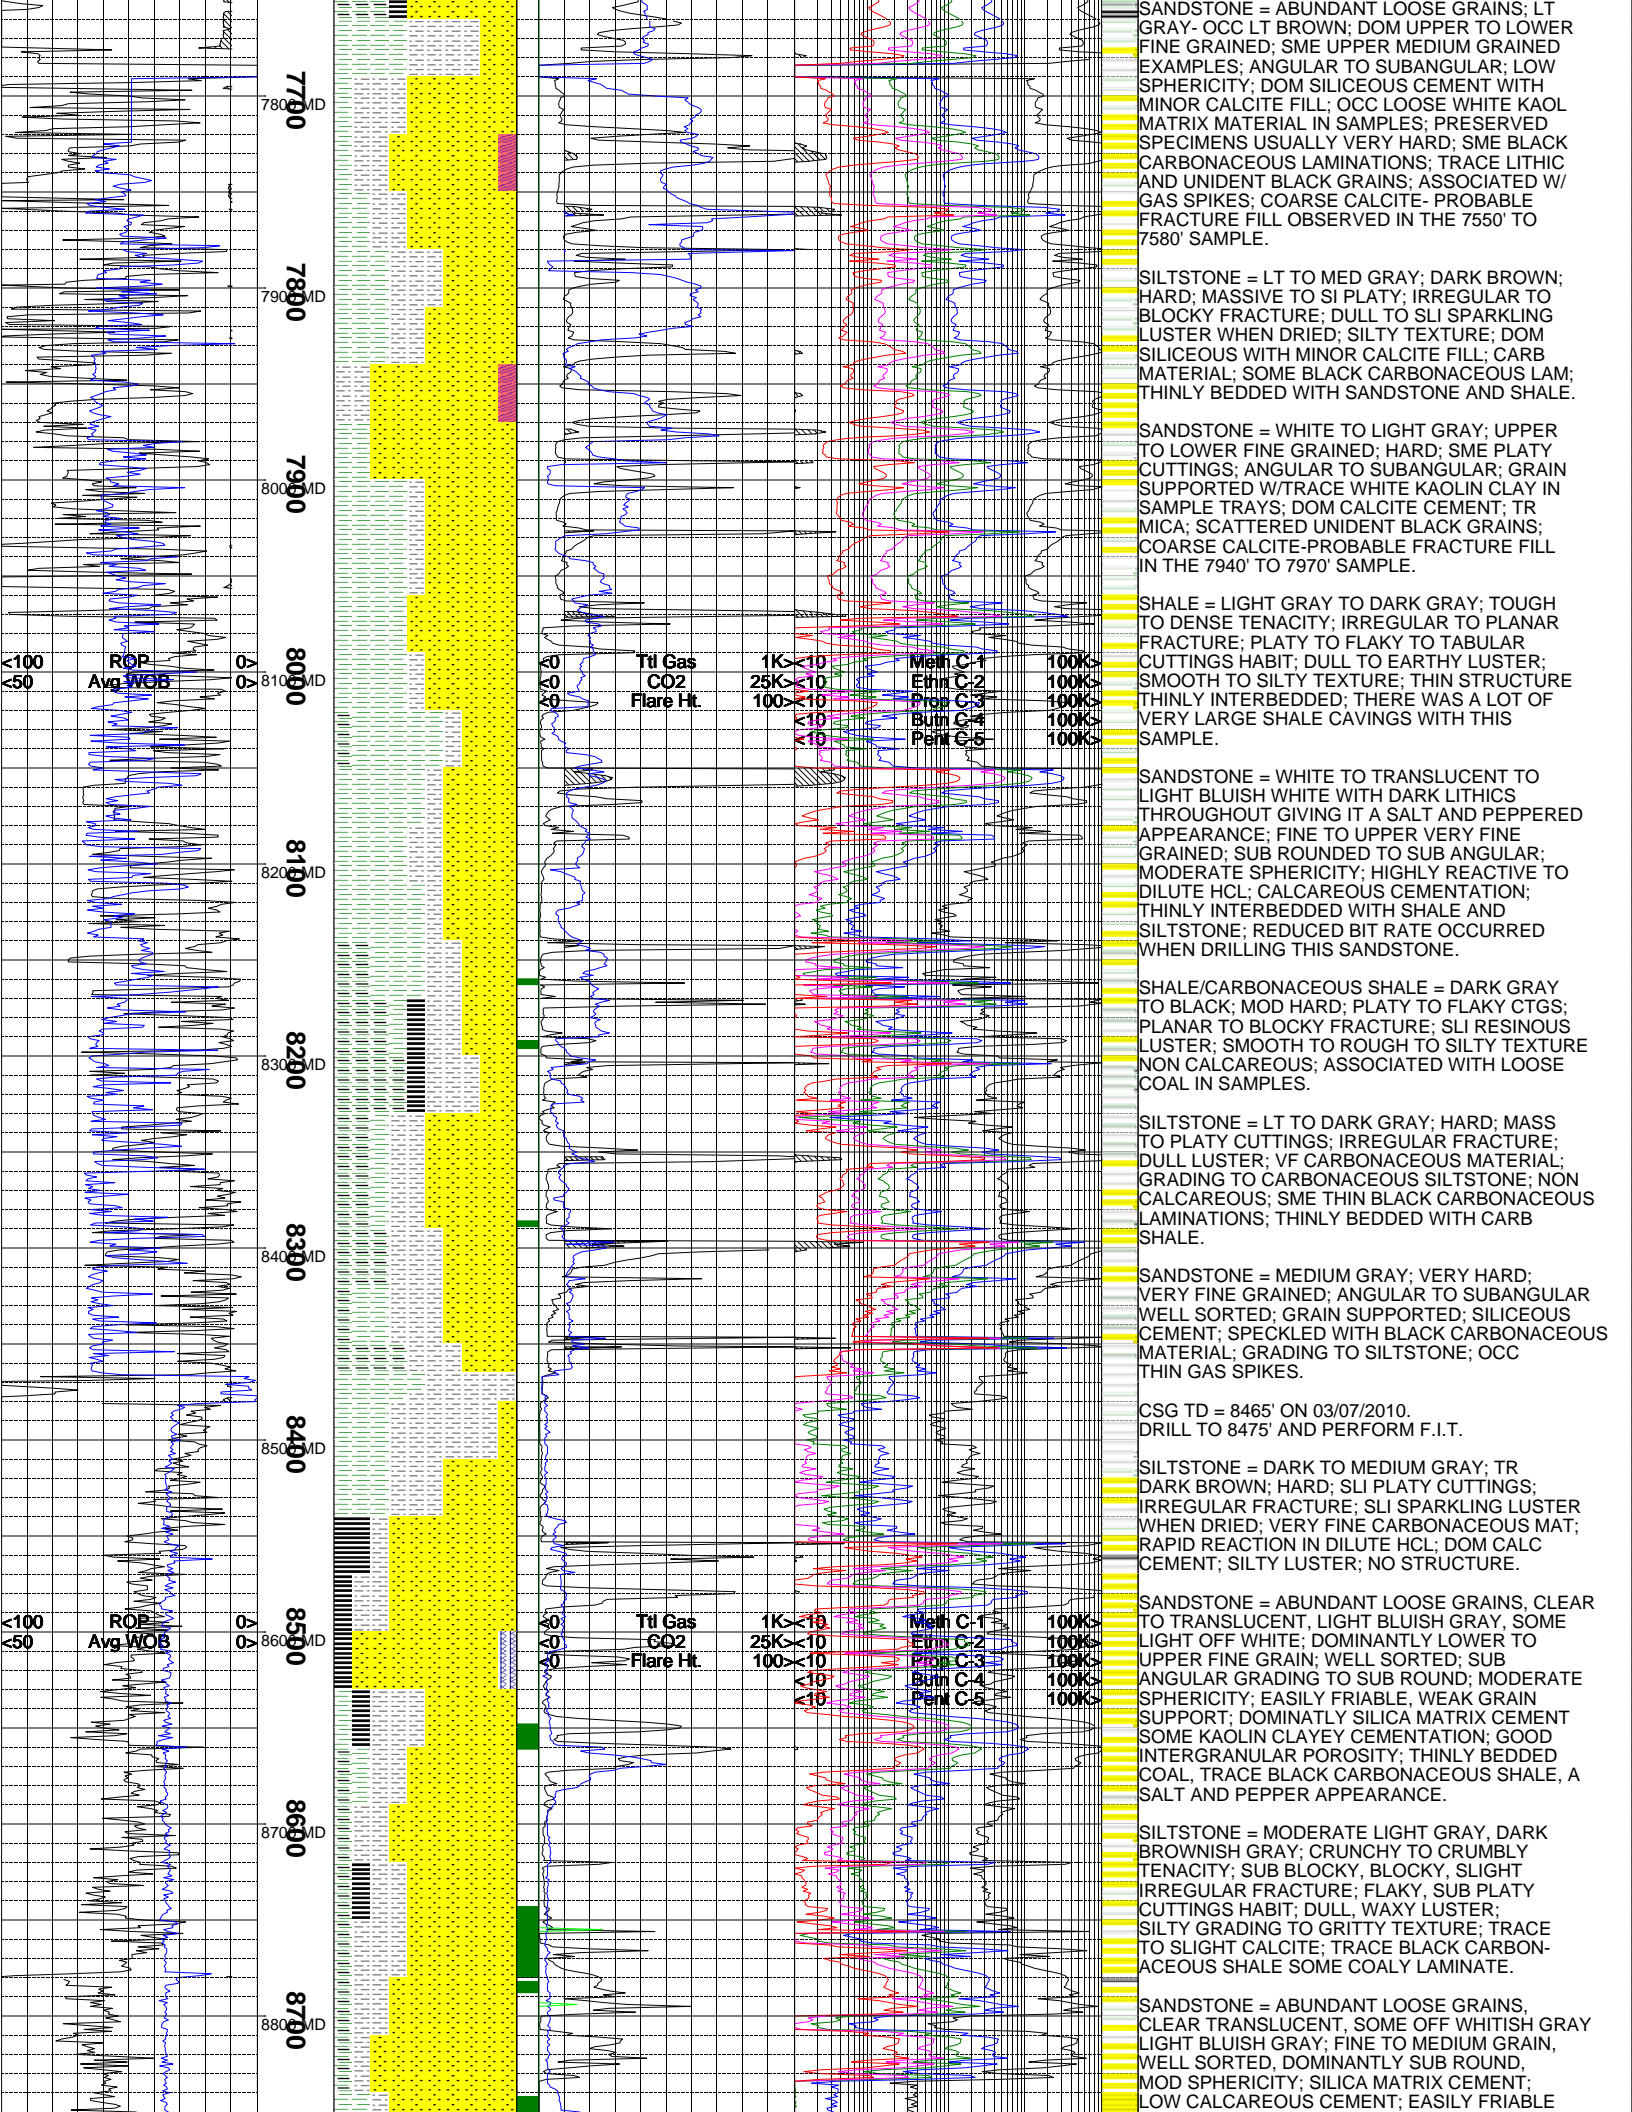 SANDSTONE = ABUNDANT LOOSE GRAINS; LT
GRAY- OCC LT BROWN; DOM UPPER TO LOWER
FINE GRAINED; SME UPPER MEDIUM GRAINED
EXAMPLES; ANGULAR TO SUBANGULAR; LOW
SPHERICITY; DOM SILICEOUS CEMENT WITH
MINOR CALCITE FILL; OCC LOOSE WHITE KAOL
MATRIX MATERIAL IN SAMPLES; PRESERVED
SPECIMENS USUALLY VERY HARD; SME BLACK
CARBONACEOUS LAMINATIONS; TRACE LITHIC
AND UNIDENT BLACK GRAINS; ASSOCIATED W/
GAS SPIKES; COARSE CALCITE- PROBABLE
FRACTURE FILL OBSERVED IN THE 7550' TO
7580' SAMPLE.
SILTSTONE = LT TO MED GRAY; DARK BROWN;
HARD; MASSIVE TO SI PLATY; IRREGULAR TO
BLOCKY FRACTURE; DULL TO SLI SPARKLING
LUSTER WHEN DRIED; SILTY TEXTURE; DOM
SILICEOUS WITH MINOR CALCITE FILL; CARB
MATERIAL; SOME BLACK CARBONACEOUS LAM;
THINLY BEDDED WITH SANDSTONE AND SHALE.
SANDSTONE = WHITE TO LIGHT GRAY; UPPER
TO LOWER FINE GRAINED; HARD; SME PLATY
CUTTINGS; ANGULAR TO SUBANGULAR; GRAIN
SUPPORTED W/TRACE WHITE KAOLIN CLAY IN
SAMPLE TRAYS; DOM CALCITE CEMENT; TR
MICA; SCATTERED UNIDENT BLACK GRAINS;
COARSE CALCITE-PROBABLE FRACTURE FILL
IN THE 7940' TO 7970' SAMPLE.
SHALE = LIGHT GRAY TO DARK GRAY; TOUGH
TO DENSE TENACITY; IRREGULAR TO PLANAR
FRACTURE; PLATY TO FLAKY TO TABULAR
CUTTINGS HABIT; DULL TO EARTHY LUSTER;
SMOOTH TO SILTY TEXTURE; THIN STRUCTURE
THINLY INTERBEDDED; THERE WAS A LOT OF
VERY LARGE SHALE CAVINGS WITH THIS
SAMPLE.
SANDSTONE = WHITE TO TRANSLUCENT TO
LIGHT BLUISH WHITE WITH DARK LITHICS
THROUGHOUT GIVING IT A SALT AND PEPPERED
APPEARANCE; FINE TO UPPER VERY FINE
GRAINED; SUB ROUNDED TO SUB ANGULAR;
MODERATE SPHERICITY; HIGHLY REACTIVE TO
DILUTE HCL; CALCAREOUS CEMENTATION;
THINLY INTERBEDDED WITH SHALE AND
SILTSTONE; REDUCED BIT RATE OCCURRED
WHEN DRILLING THIS SANDSTONE.
SHALE/CARBONACEOUS SHALE = DARK GRAY
TO BLACK; MOD HARD; PLATY TO FLAKY CTGS;
PLANAR TO BLOCKY FRACTURE; SLI RESINOUS
LUSTER; SMOOTH TO ROUGH TO SILTY TEXTURE
NON CALCAREOUS; ASSOCIATED WITH LOOSE
COAL IN SAMPLES.
SILTSTONE = LT TO DARK GRAY; HARD; MASS
TO PLATY CUTTINGS; IRREGULAR FRACTURE;
DULL LUSTER; VF CARBONACEOUS MATERIAL;
GRADING TO CARBONACEOUS SILTSTONE; NON
CALCAREOUS; SME THIN BLACK CARBONACEOUS
LAMINATIONS; THINLY BEDDED WITH CARB
SHALE.
SANDSTONE = MEDIUM GRAY; VERY HARD;
VERY FINE GRAINED; ANGULAR TO SUBANGULAR
WELL SORTED; GRAIN SUPPORTED; SILICEOUS
CEMENT; SPECKLED WITH BLACK CARBONACEOUS
MATERIAL; GRADING TO SILTSTONE; OCC
THIN GAS SPIKES.
CSG TD = 8465' ON 03/07/2010.
DRILL TO 8475' AND PERFORM F.I.T.
SILTSTONE = DARK TO MEDIUM GRAY; TR
DARK BROWN; HARD; SLI PLATY CUTTINGS;
IRREGULAR FRACTURE; SLI SPARKLING LUSTER
WHEN DRIED; VERY FINE CARBONACEOUS MAT;
RAPID REACTION IN DILUTE HCL; DOM CALC
CEMENT; SILTY LUSTER; NO STRUCTURE.
SANDSTONE = ABUNDANT LOOSE GRAINS, CLEAR
TO TRANSLUCENT, LIGHT BLUISH GRAY, SOME
LIGHT OFF WHITE; DOMINANTLY LOWER TO
UPPER FINE GRAIN; WELL SORTED; SUB
ANGULAR GRADING TO SUB ROUND; MODERATE
SPHERICITY; EASILY FRIABLE, WEAK GRAIN
SUPPORT; DOMINATLY SILICA MATRIX CEMENT
SOME KAOLIN CLAYEY CEMENTATION; GOOD
INTERGRANULAR POROSITY; THINLY BEDDED
COAL, TRACE BLACK CARBONACEOUS SHALE, A
SALT AND PEPPER APPEARANCE.
SILTSTONE = MODERATE LIGHT GRAY, DARK
BROWNISH GRAY; CRUNCHY TO CRUMBLY
TENACITY; SUB BLOCKY, BLOCKY, SLIGHT
IRREGULAR FRACTURE; FLAKY, SUB PLATY
CUTTINGS HABIT; DULL, WAXY LUSTER;
SILTY GRADING TO GRITTY TEXTURE; TRACE
TO SLIGHT CALCITE; TRACE BLACK CARBON-
ACEOUS SHALE SOME COALY LAMINATE.
SANDSTONE = ABUNDANT LOOSE GRAINS,
CLEAR TRANSLUCENT, SOME OFF WHITISH GRAY
LIGHT BLUISH GRAY; FINE TO MEDIUM GRAIN,
WELL SORTED, DOMINANTLY SUB ROUND,
MOD SPHERICITY; SILICA MATRIX CEMENT;
LOW CALCAREOUS CEMENT; EASILY FRIABLE
7700
7800 MD
7800
7900 MD
7900
8000 MD
8000
8100 MD
8100
8200 MD
8200
8300 MD
8300
8400 MD
8400
8500 MD
8500
8600 MD
8600
8700 MD
8700
8800 MD
<100 ROP 0>
<50 Avg WOB 0>
<0 Ttl Gas 1K>
<0 CO2 25K>
<0 Flare Ht. 100>
<10 Meth C-1 100K>
<10 Ethn C-2 100K>
<10 Prop C-3 100K>
<10 Butn C-4 100K>
<10 Pent C-5 100K>
<100 ROP 0>
<50 Avg WOB 0>
<0 Ttl Gas 1K>
<0 CO2 25K>
<0 Flare Ht. 100>
<10 Meth C-1 100K>
<10 Ethn C-2 100K>
<10 Prop C-3 100K>
<10 Butn C-4 100K>
<10 Pent C-5 100K>